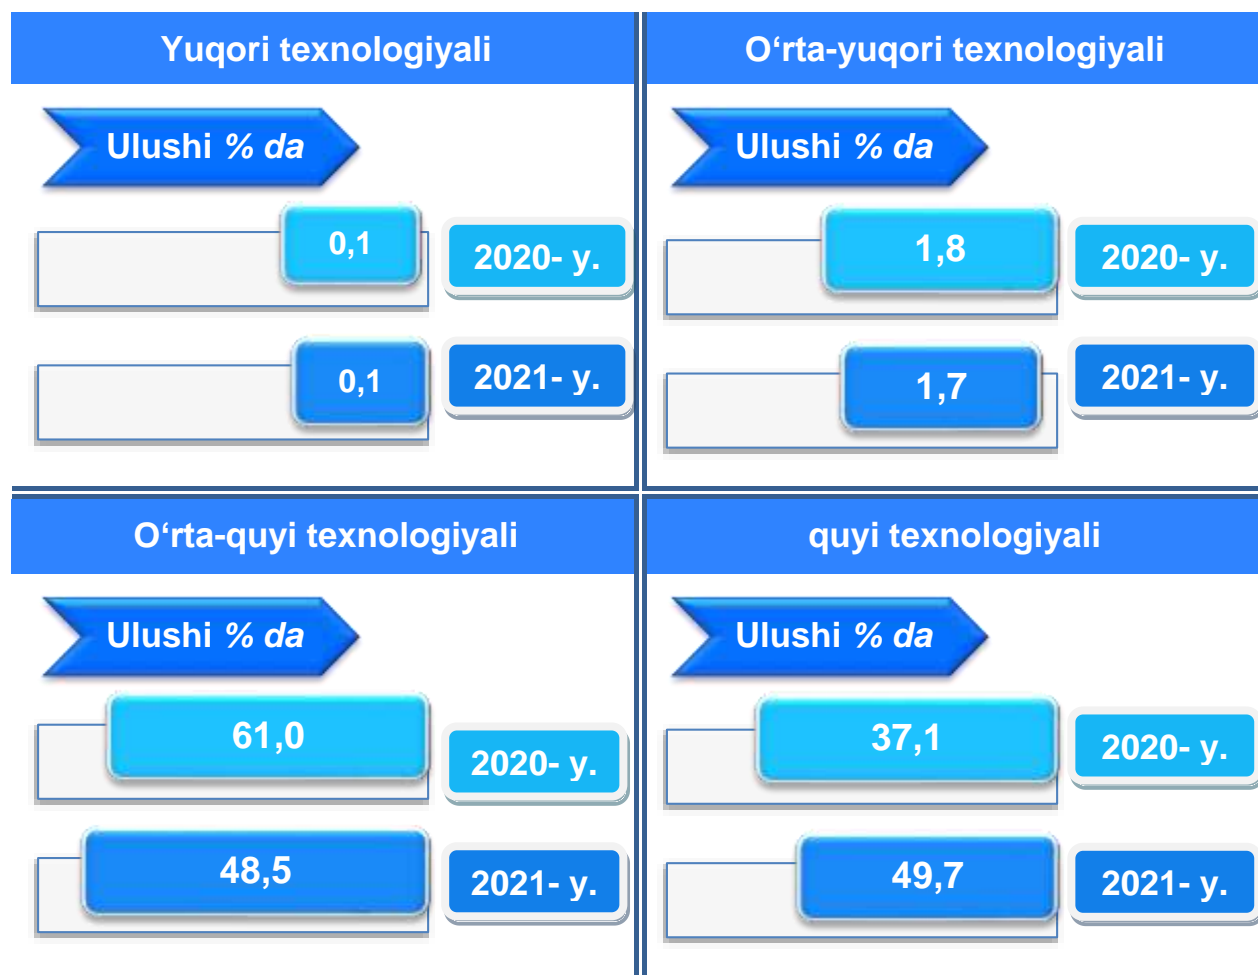 Yuqori texnologiyali
Ulushi % da
0,1
2020- y.
0,1
2021- y.
O‘rta-yuqori texnologiyali
Ulushi % da
1,8
2020- y.
1,7
2021- y.
O‘rta-quyi texnologiyali
Ulushi % da
61,0
2020- y.
48,5
2021- y.
quyi texnologiyali
Ulushi % da
37,1
2020- y.
49,7
2021- y.